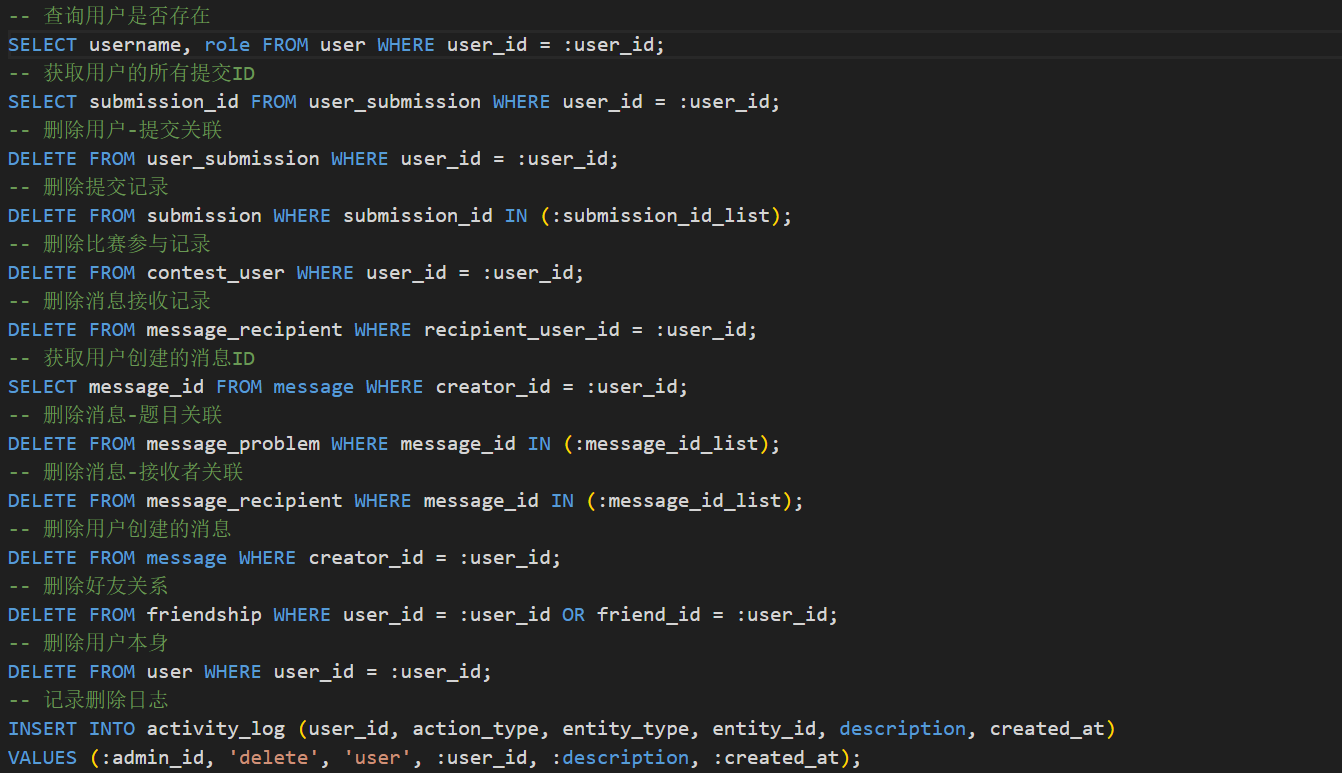 -- 查询用户是否存在
SELECT username, role FROM user WHERE user_id = :user_id;
-- 获取用户的所有提交ID
SELECT submission_id FROM user_submission WHERE user_id = :user_id;
-- 删除用户-提交关联
DELETE FROM user_submission WHERE user_id = :user_id;
-- 删除提交记录
DELETE FROM submission WHERE submission_id IN (:submission_id_list);
-- 删除比赛参与记录
DELETE FROM contest_user WHERE user_id = :user_id;
-- 删除消息接收记录
DELETE FROM message_recipient WHERE recipient_user_id = :user_id;
-- 获取用户创建的消息ID
SELECT message_id FROM message WHERE creator_id = :user_id;
-- 删除消息-题目关联
DELETE FROM message_problem WHERE message_id IN (:message_id_list);
-- 删除消息-接收者关联
DELETE FROM message_recipient WHERE message_id IN (:message_id_list);
-- 删除用户创建的消息
DELETE FROM message WHERE creator_id = :user_id;
-- 删除好友关系
DELETE FROM friendship WHERE user_id = :user_id OR friend_id = :user_id;
-- 删除用户本身
DELETE FROM user WHERE user_id = :user_id;
-- 记录删除日志
INSERT INTO activity_log (user_id, action_type, entity_type, entity_id, description, created_at)
VALUES (:admin_id, 'delete', 'user', :user_id, :description, :created_at);